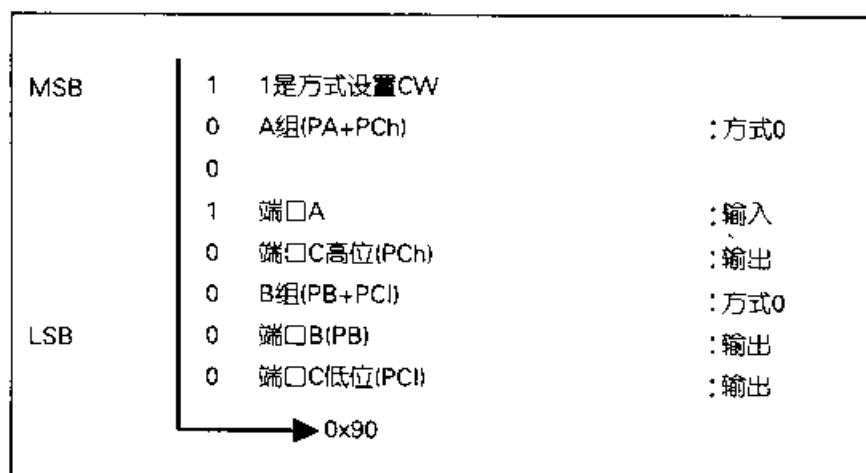 MSB 1 1是方式设置CW
0 A组(PA+PCh) :方式0
0
1 端口A :输入
0 端口C高位(PCh) :输出
0 B组(PB+PCl) :方式0
LSB 0 端口B(PB) :输出
0 端口C低位(PCl) :输出
0x90